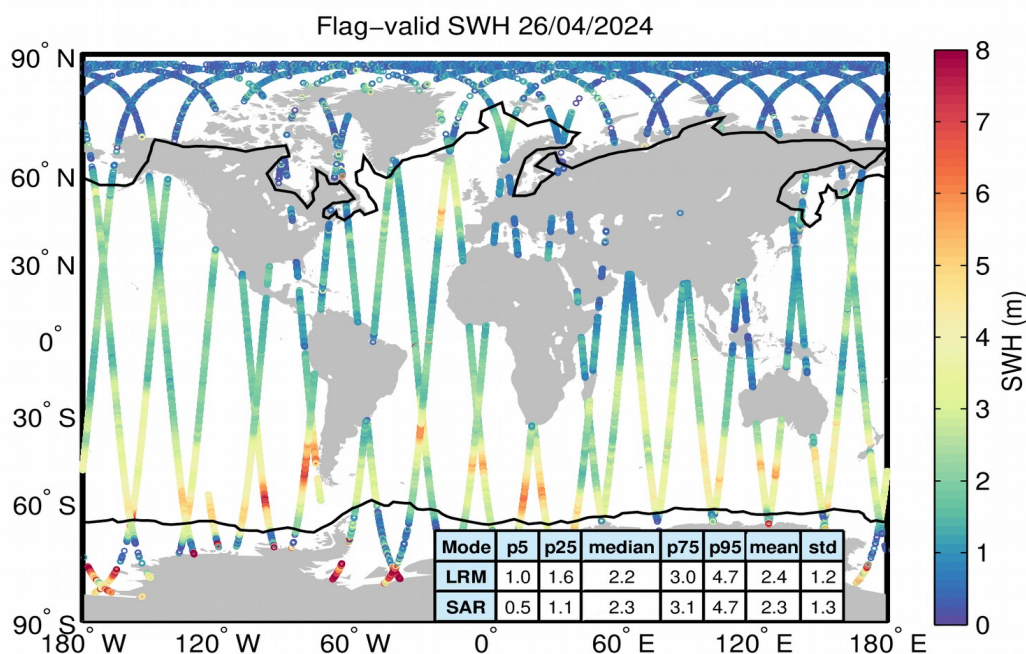 Flag−valid SWH 26/04/2024
90° N
60° N
30° N
0°
30° S
60° S
90° S
180° W
120° W
60° W
0°
60° E
120° E
180° E
8
7
6
5
4
3
2
1
0
SWH (m)
Mode p5 p25 median p75 p95 mean std
LRM 1.0 1.6 2.2 3.0 4.7 2.4 1.2
SAR 0.5 1.1 2.3 3.1 4.7 2.3 1.3